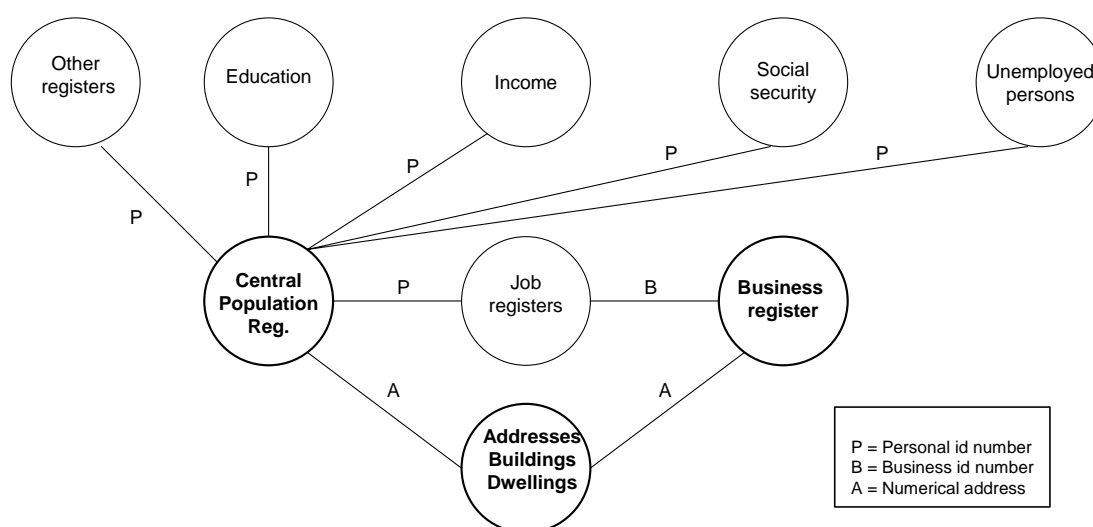 Other
registers
Education
Income
Social
security
Unemployed
persons
P
P
P
P
P
Central
Population
Reg.
P
Job
registers
B
Business
register
A
A
Addresses
Buildings
Dwellings
P = Personal id number
B = Business id number
A = Numerical address